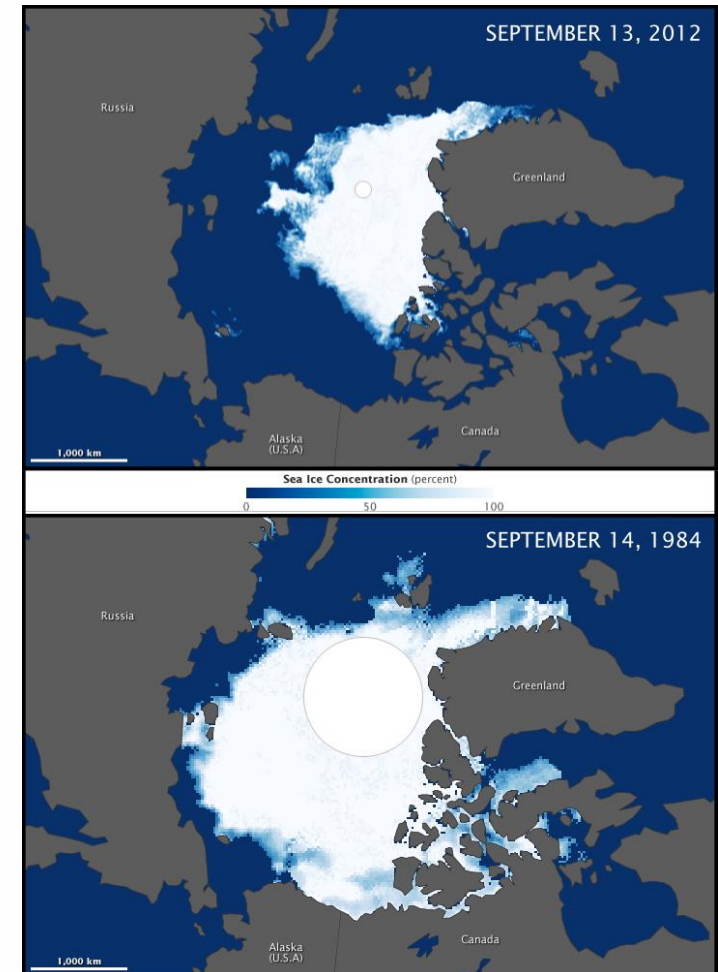 SEPTEMBER 13, 2012
Russia
Greenland
Canada
Alaska
(U.S.A)
1,000 km
Sea Ice Concentration (percent)
0 50 100
SEPTEMBER 14, 1984
Russia
Greenland
Canada
Alaska
(U.S.A)
1,000 km